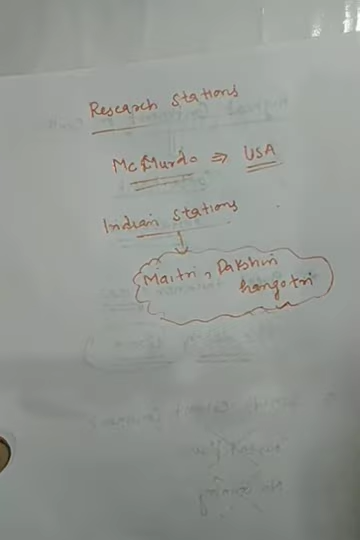 Research Stations
McMurdo ⇒ USA
Indian Stations
Maitri, Dakshin
Gangotri